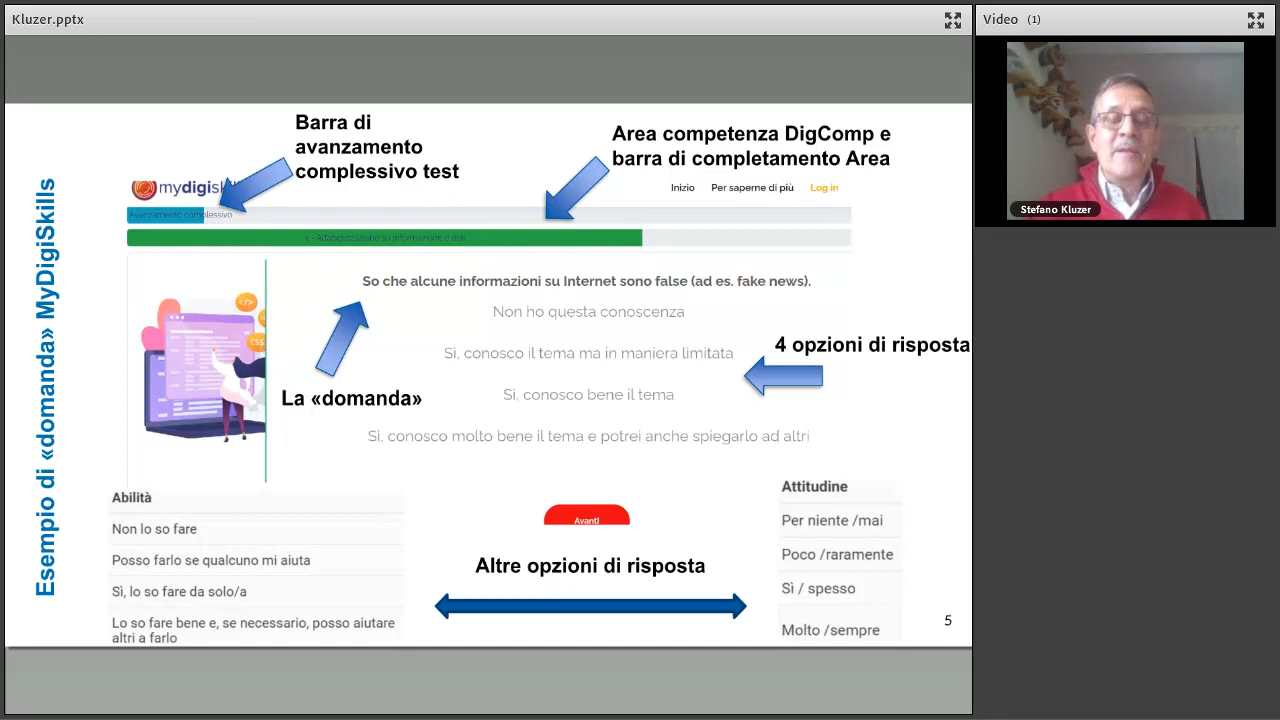 Kluzer.pptx
Video (1)
Stefano Kluzer
Esempio di «domanda» MyDigiSkills
Barra di
avanzamento
complessivo test
Area competenza DigComp e
barra di completamento Area
mydigiskills
Inizio Per saperne di più Log in
Avanzamento complessivo
1 - Alfabetizzazione su informazione e dati
So che alcune informazioni su Internet sono false (ad es. fake news).
Non ho questa conoscenza
Sì, conosco il tema ma in maniera limitata
Sì, conosco bene il tema
Sì, conosco molto bene il tema e potrei anche spiegarlo ad altri
4 opzioni di risposta
La «domanda»
Abilità
Non lo so fare
Posso farlo se qualcuno mi aiuta
Sì, lo so fare da solo/a
Lo so fare bene e, se necessario, posso aiutare
altri a farlo
Avanti
Altre opzioni di risposta
Attitudine
Per niente /mai
Poco /raramente
Sì / spesso
Molto /sempre
5